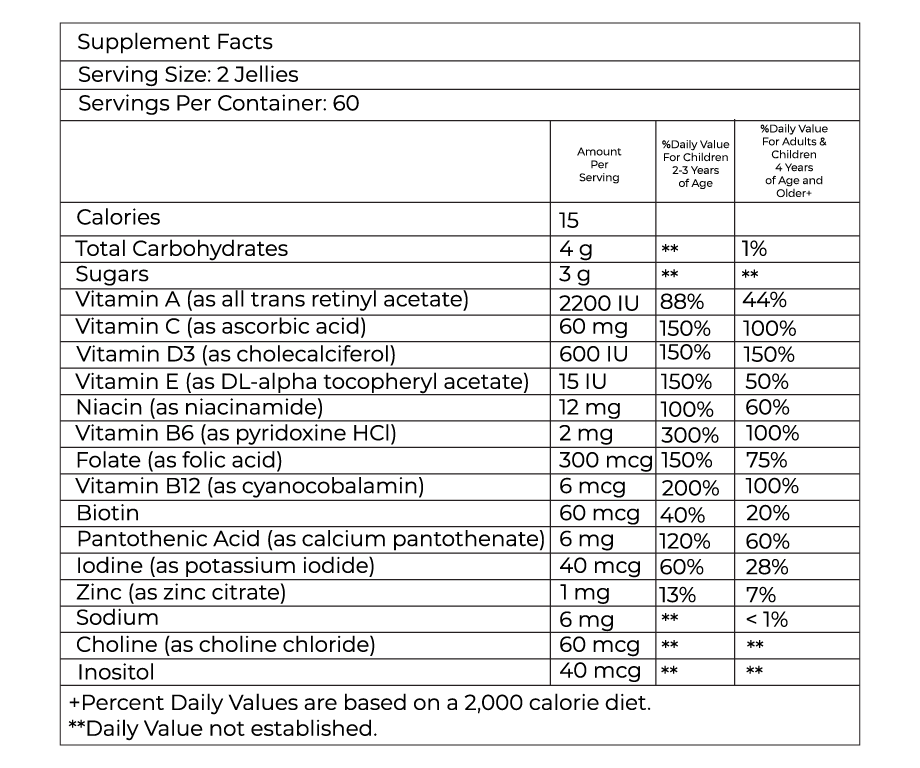 Supplement Facts
Serving Size: 2 Jellies
Servings Per Container: 60
Amount Per Serving %Daily Value For Children 2-3 Years of Age %Daily Value For Adults & Children 4 Years of Age and Older+
Calories 15
Total Carbohydrates 4 g ** 1%
Sugars 3 g ** **
Vitamin A (as all trans retinyl acetate) 2200 IU 88% 44%
Vitamin C (as ascorbic acid) 60 mg 150% 100%
Vitamin D3 (as cholecalciferol) 600 IU 150% 150%
Vitamin E (as DL-alpha tocopheryl acetate) 15 IU 150% 50%
Niacin (as niacinamide) 12 mg 100% 60%
Vitamin B6 (as pyridoxine HCl) 2 mg 300% 100%
Folate (as folic acid) 300 mcg 150% 75%
Vitamin B12 (as cyanocobalamin) 6 mcg 200% 100%
Biotin 60 mcg 40% 20%
Pantothenic Acid (as calcium pantothenate) 6 mg 120% 60%
Iodine (as potassium iodide) 40 mcg 60% 28%
Zinc (as zinc citrate) 1 mg 13% 7%
Sodium 6 mg ** < 1%
Choline (as choline chloride) 60 mcg ** **
Inositol 40 mcg ** **
+Percent Daily Values are based on a 2,000 calorie diet.
**Daily Value not established.